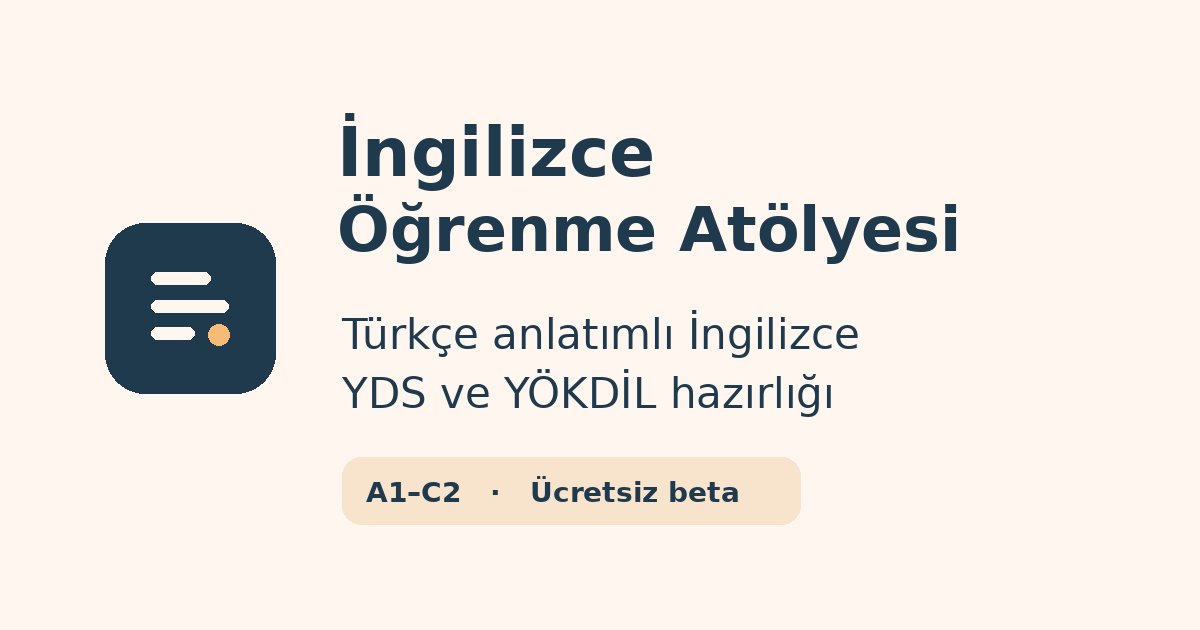 İngilizce
Öğrenme Atölyesi
Türkçe anlatımlı İngilizce
YDS ve YÖKDİL hazırlığı
A1–C2 · Ücretsiz beta